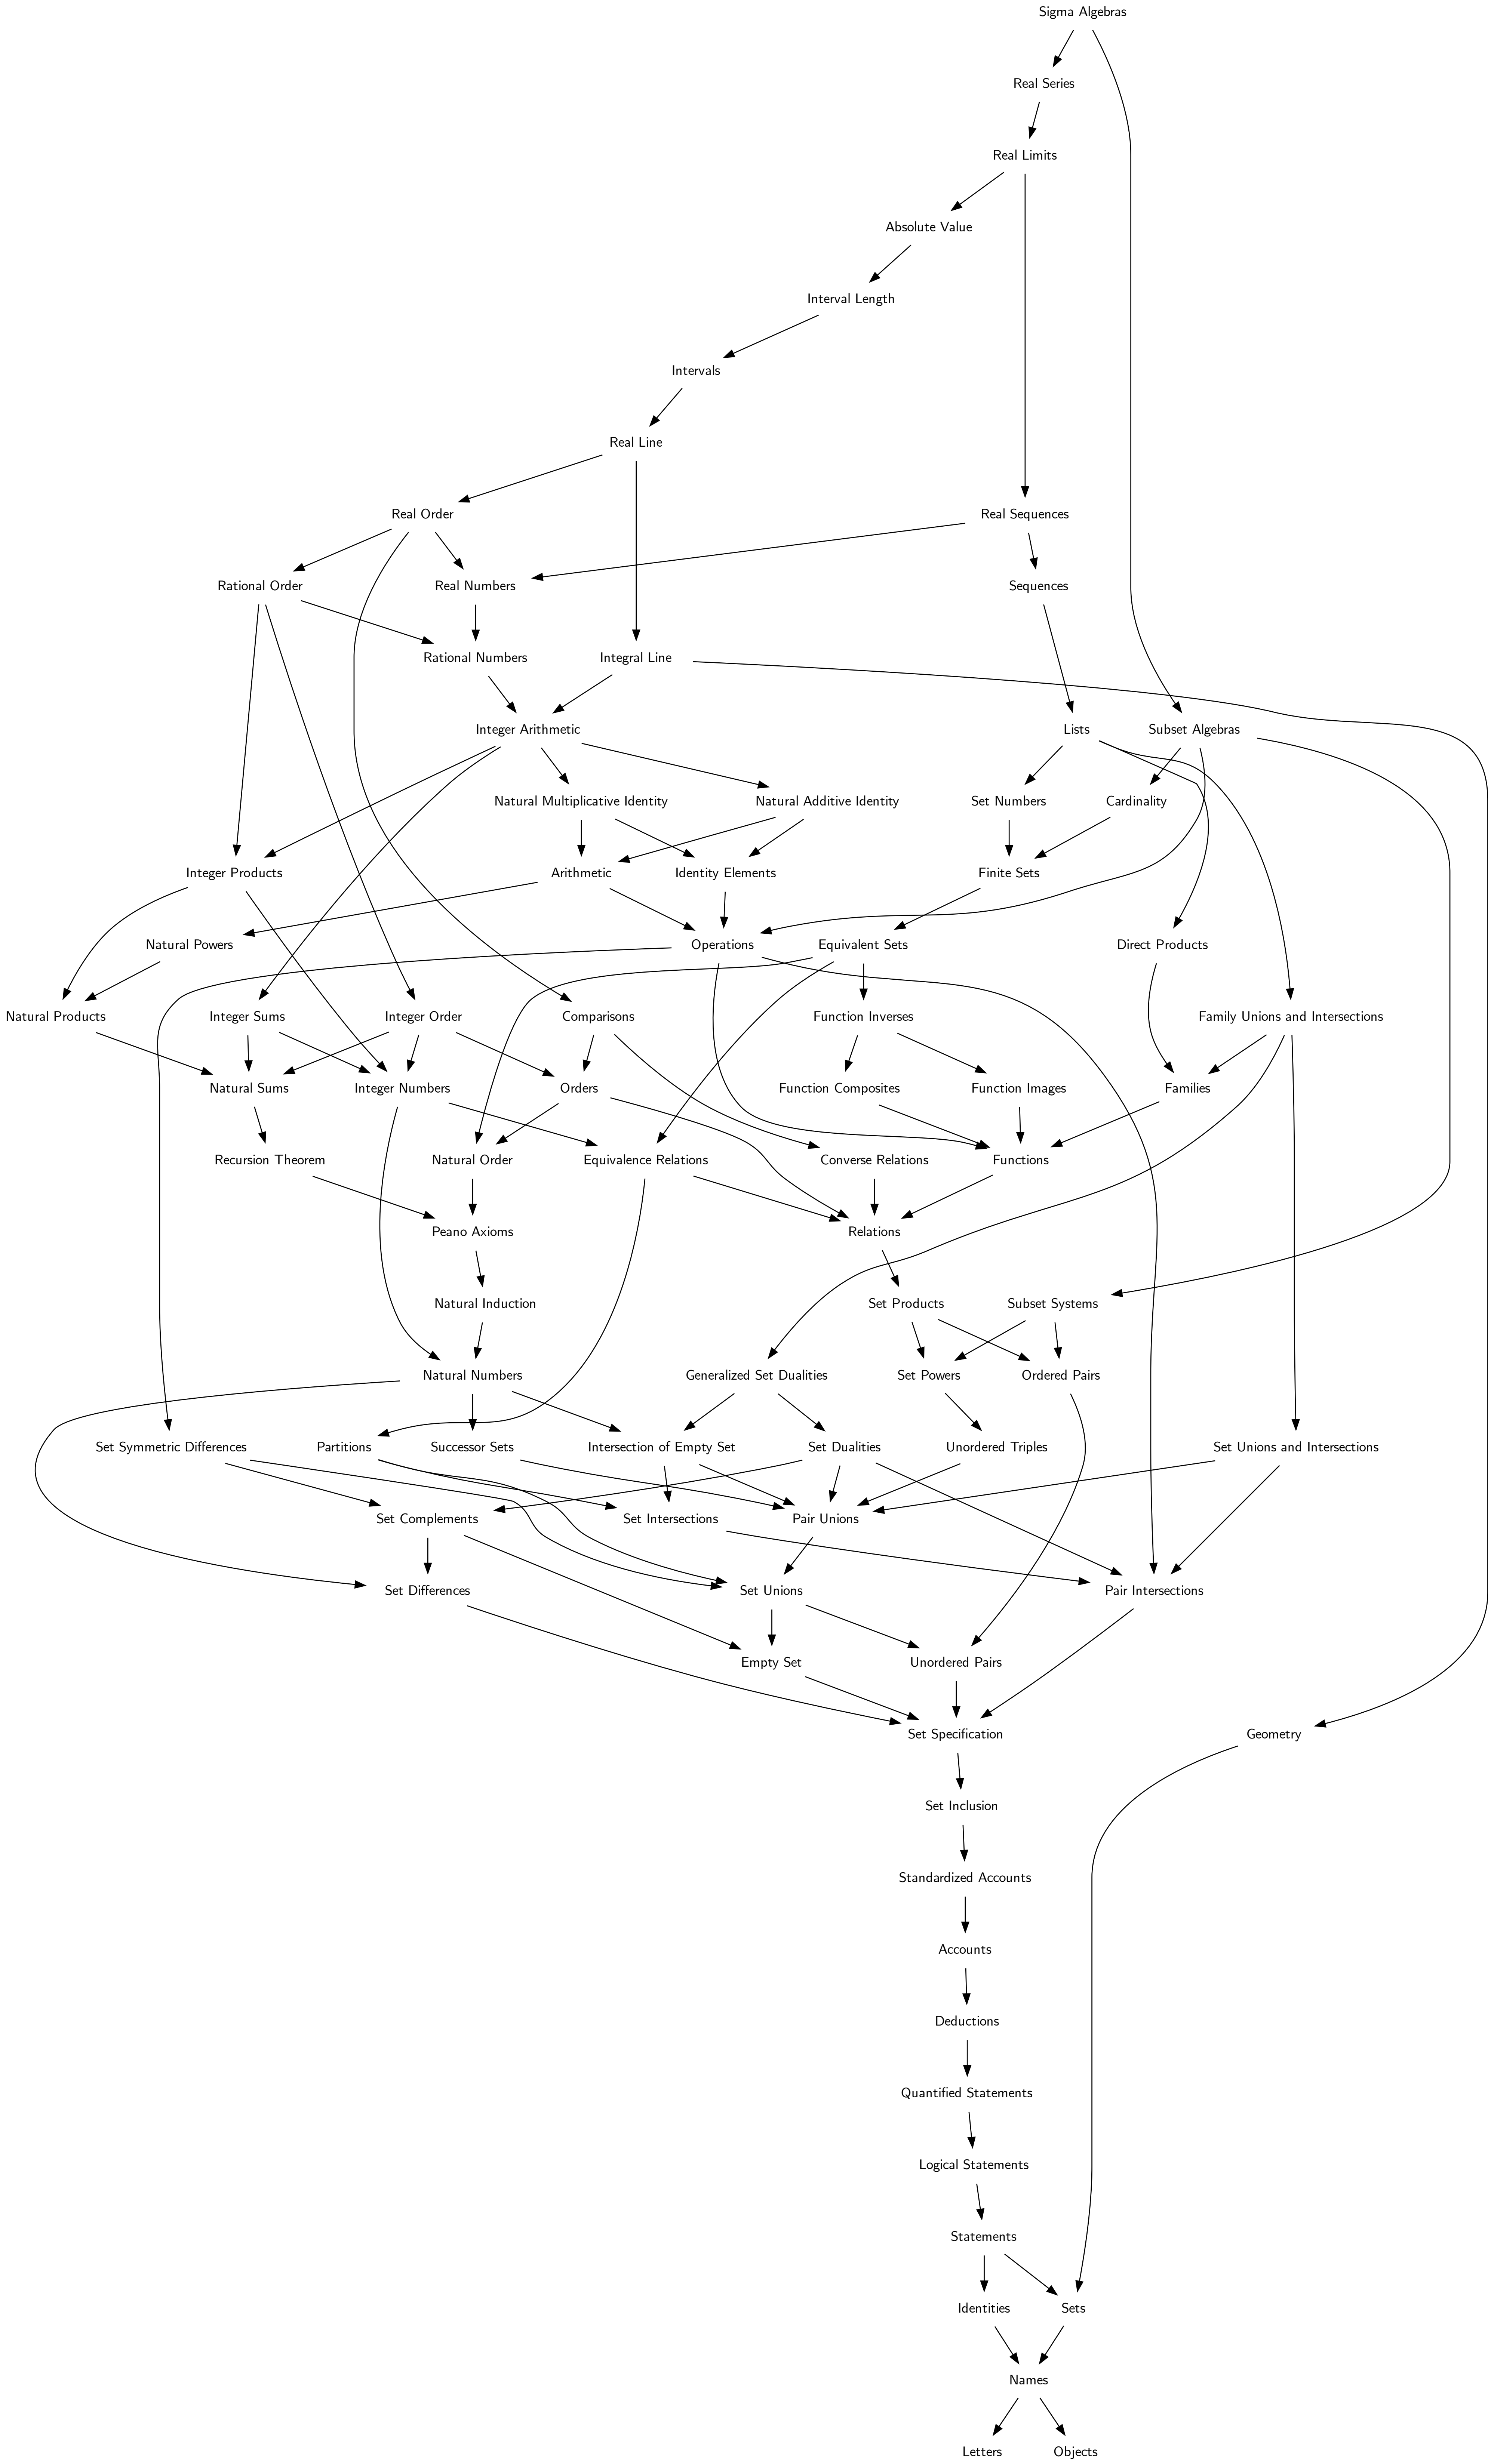 Sigma Algebras
Real Series
Real Limits
Absolute Value
Interval Length
Intervals
Real Line
Real Order
Real Sequences
Rational Order
Real Numbers
Sequences
Rational Numbers
Integral Line
Integer Arithmetic
Lists
Subset Algebras
Natural Multiplicative Identity
Natural Additive Identity
Set Numbers
Cardinality
Integer Products
Arithmetic
Identity Elements
Finite Sets
Natural Powers
Operations
Equivalent Sets
Direct Products
Natural Products
Integer Sums
Integer Order
Comparisons
Function Inverses
Family Unions and Intersections
Natural Sums
Integer Numbers
Orders
Function Composites
Function Images
Families
Recursion Theorem
Natural Order
Equivalence Relations
Converse Relations
Functions
Peano Axioms
Relations
Natural Induction
Set Products
Subset Systems
Natural Numbers
Generalized Set Dualities
Set Powers
Ordered Pairs
Set Symmetric Differences
Partitions
Successor Sets
Intersection of Empty Set
Set Dualities
Unordered Triples
Set Unions and Intersections
Set Complements
Set Intersections
Pair Unions
Set Differences
Set Unions
Pair Intersections
Empty Set
Unordered Pairs
Set Specification
Geometry
Set Inclusion
Standardized Accounts
Accounts
Deductions
Quantified Statements
Logical Statements
Statements
Identities
Sets
Names
Letters
Objects